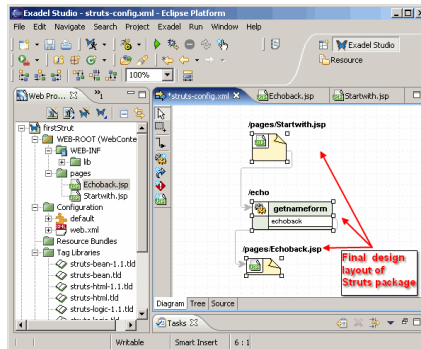 Exadel Studio - struts-config.xml - Eclipse Platform
File Edit Navigate Search Project Exadel Run Window Help
Exadel Studio
Resource
100%
Web Pro...
»1
*struts-config.xml
Echoback.jsp
Startwith.jsp
firstStrut
WEB-ROOT (WebConte
WEB-INF
lib
pages
Echoback.jsp
Startwith.jsp
Configuration
default
web.xml
Resource Bundles
Tag Libraries
struts-bean-1.1.tld
struts-bean.tld
struts-html-1.1.tld
struts-html.tld
struts-logic-1.1.tld
/pages/Startwith.jsp
/echo
getnameform
echoback
/pages/Echoback.jsp
Final design
layout of
Struts package
Diagram Tree Source
Tasks
Writable
Smart Insert
6 : 1